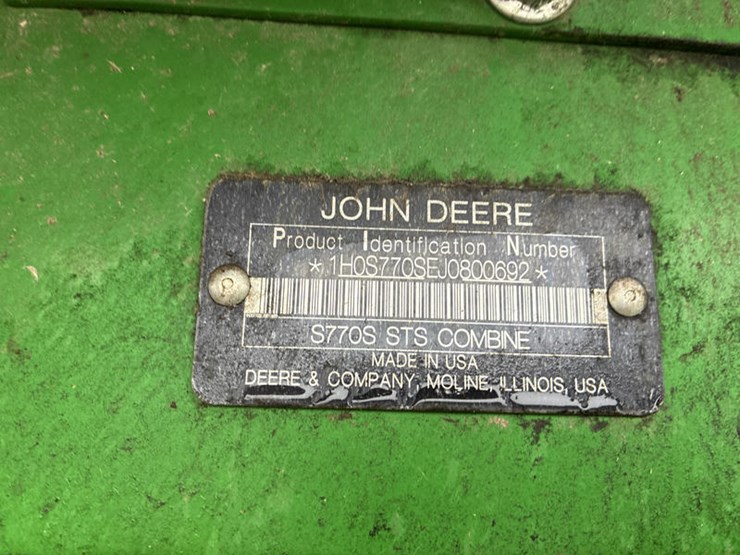 JOHN DEERE
Product Identification Number
*1H0S770SEJ0800692*
S770S STS COMBINE
MADE IN USA
DEERE & COMPANY, MOLINE, ILLINOIS, USA